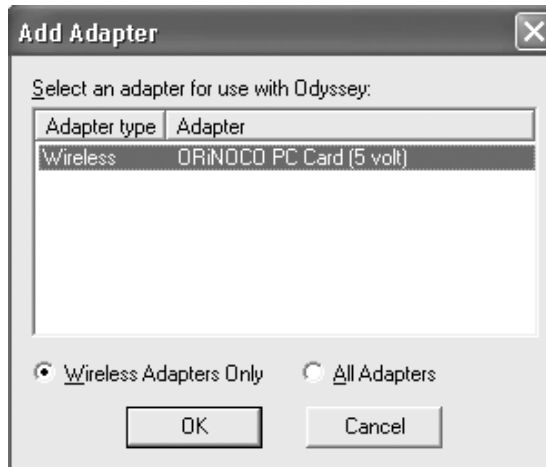 Add Adapter
Select an adapter for use with Odyssey:
Adapter type Adapter
Wireless ORiNOCO PC Card (5 volt)
Wireless Adapters Only All Adapters
OK Cancel